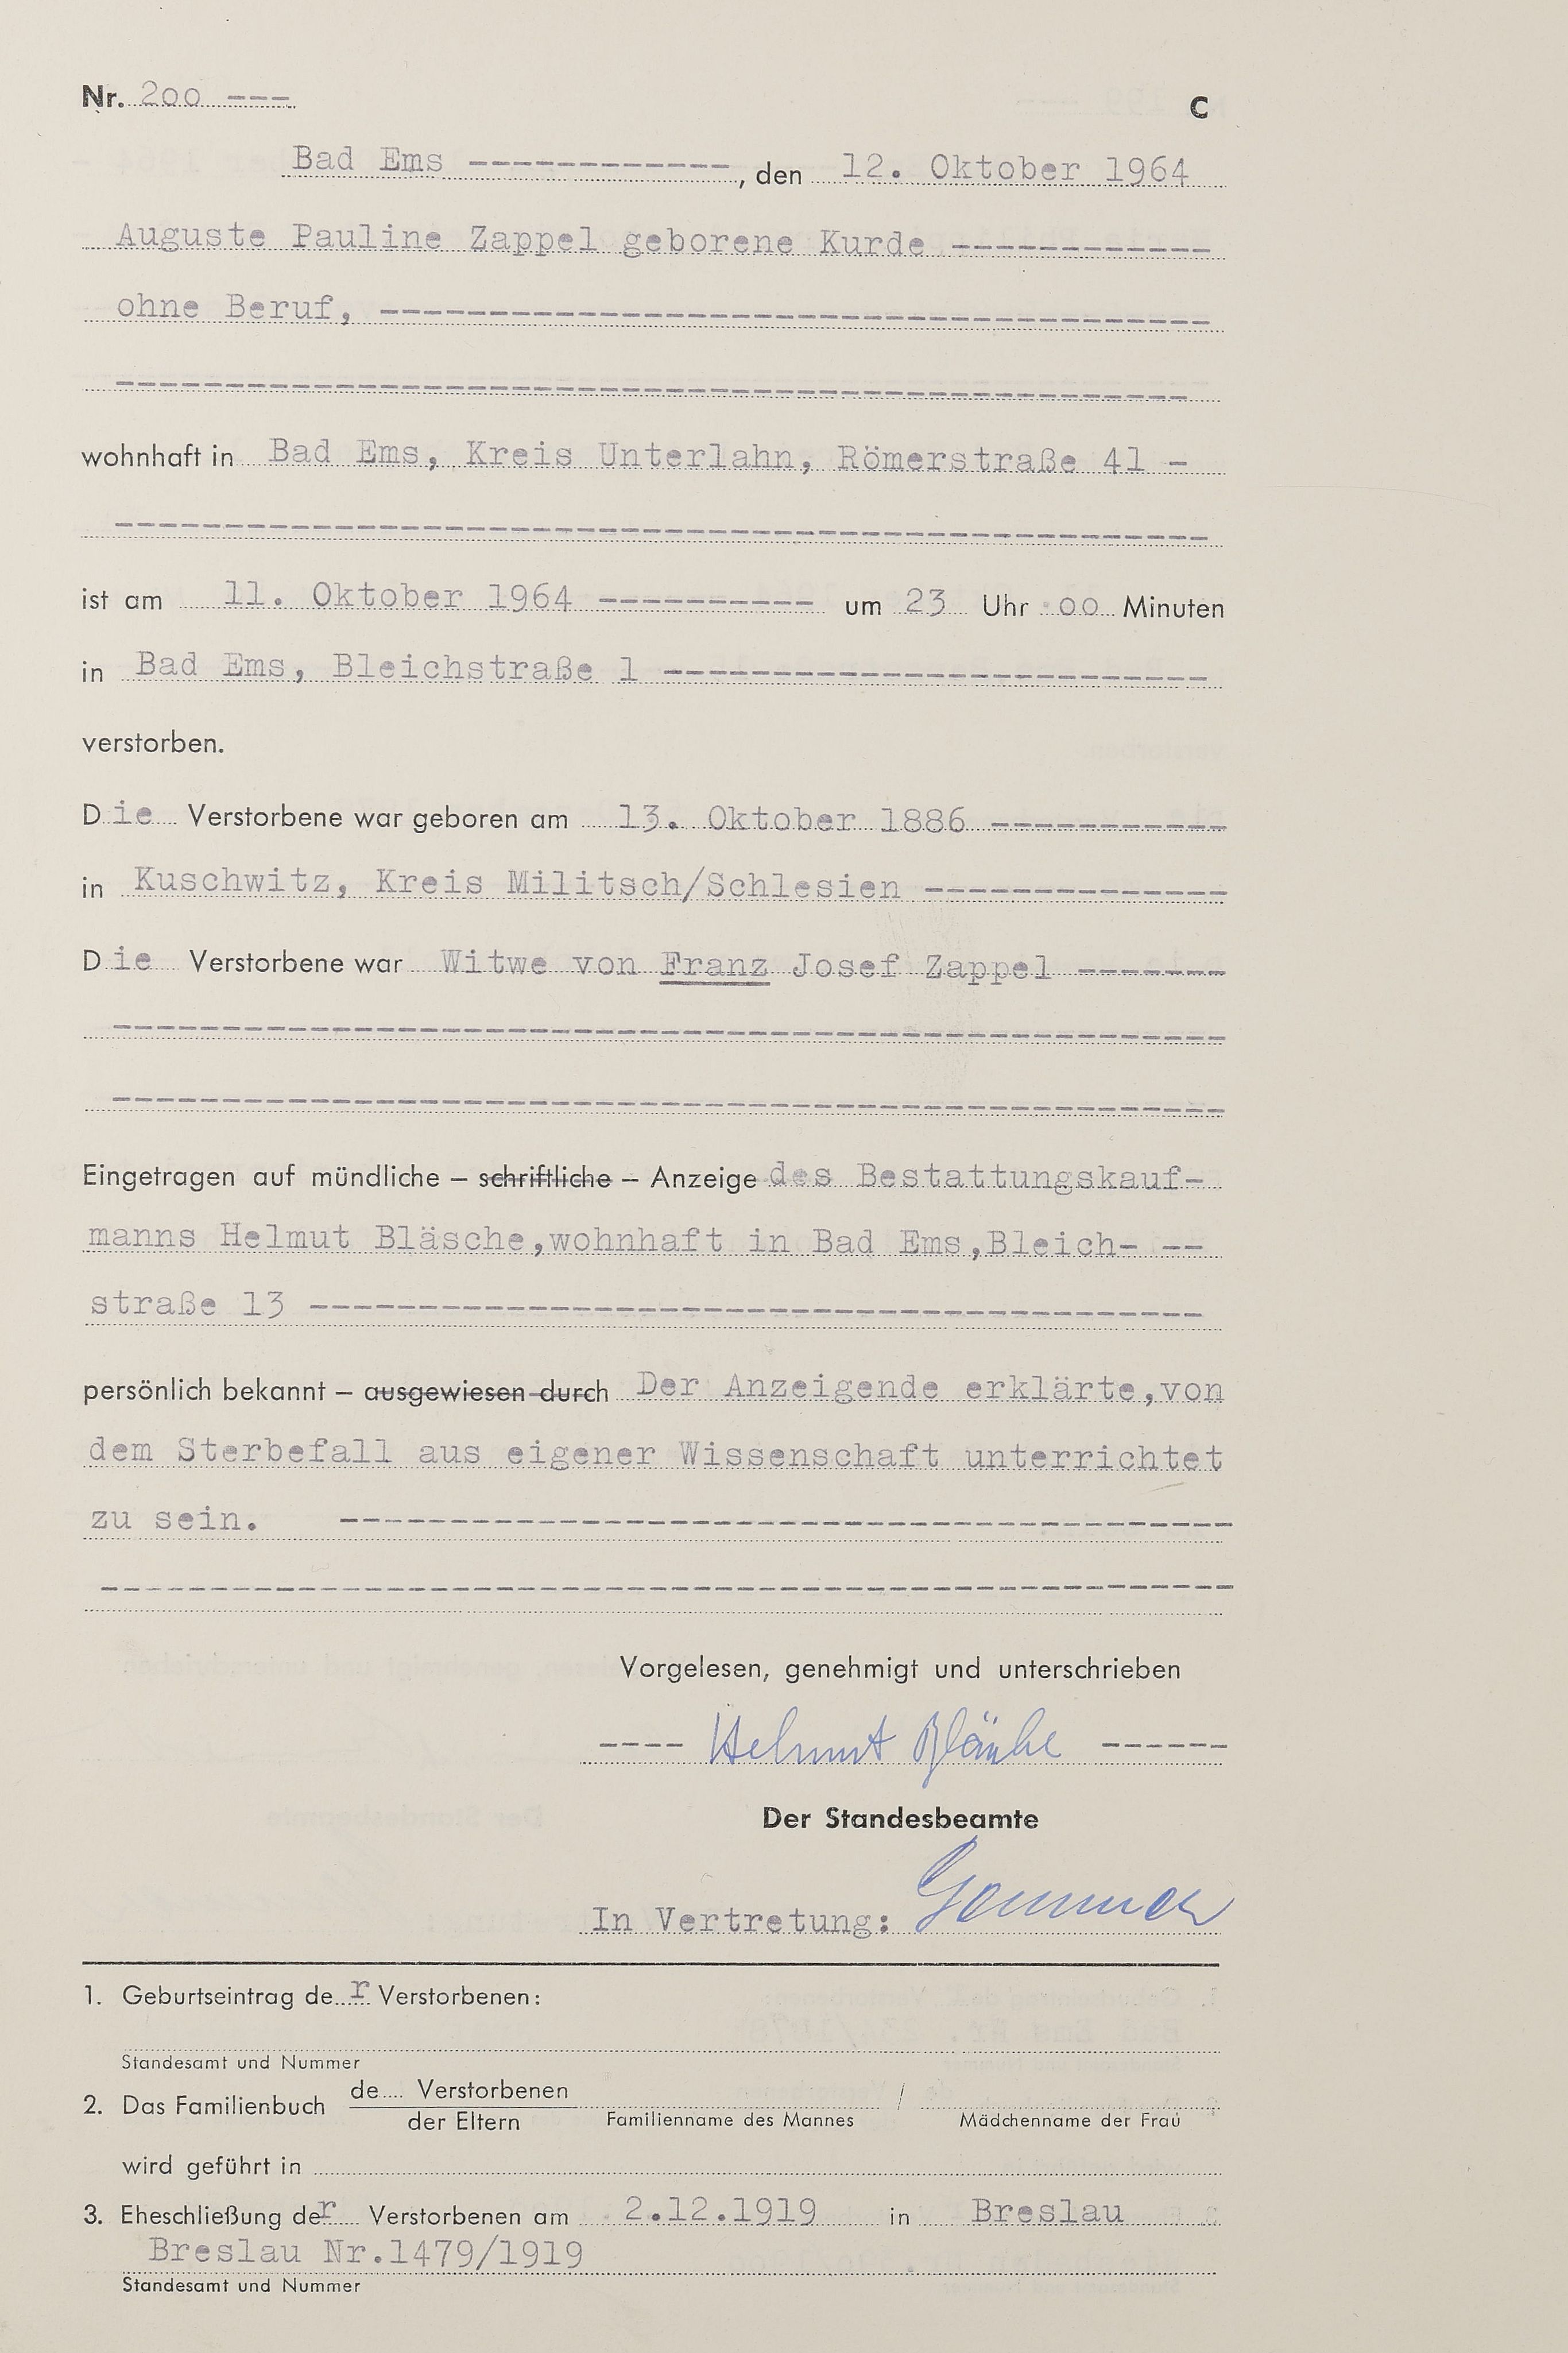 Nr. 200 ---
C
Bad Ems ------------, den 12. Oktober 1964
Auguste Pauline Zappel geborene Kurde ------------
ohne Beruf, --------------------------------------
--------------------------------------------------
wohnhaft in Bad Ems, Kreis Unterlahn, Römerstraße 41 -
--------------------------------------------------
ist am 11. Oktober 1964 ---------- um 23 Uhr 00 Minuten
in Bad Ems, Bleichstraße 1 -------------------------
verstorben.
Die Verstorbene war geboren am 13. Oktober 1886 -----------
in Kuschwitz, Kreis Militsch/Schlesien --------------
Die Verstorbene war Witwe von Franz Josef Zappel -------
---------------------------------------------------
---------------------------------------------------
Eingetragen auf mündliche – schriftliche – Anzeige des Bestattungskauf-
manns Helmut Bläsche,wohnhaft in Bad Ems,Bleich- --
straße 13 -----------------------------------------
persönlich bekannt – ausgewiesen durch Der Anzeigende erklärte,von
dem Sterbefall aus eigener Wissenschaft unterrichtet
zu sein. -----------------------------------------
----------------------------------------------------
Vorgelesen, genehmigt und unterschrieben
---- Helmut Bläsche ------
Der Standesbeamte
In Vertretung:
1. Geburtseintrag der Verstorbenen:
Standesamt und Nummer
2. Das Familienbuch de.... Verstorbenen
der Eltern
/
Familienname des Mannes Mädchenname der Frau
wird geführt in
3. Eheschließung der Verstorbenen am 2.12.1919 in Breslau
Breslau Nr.1479/1919
Standesamt und Nummer